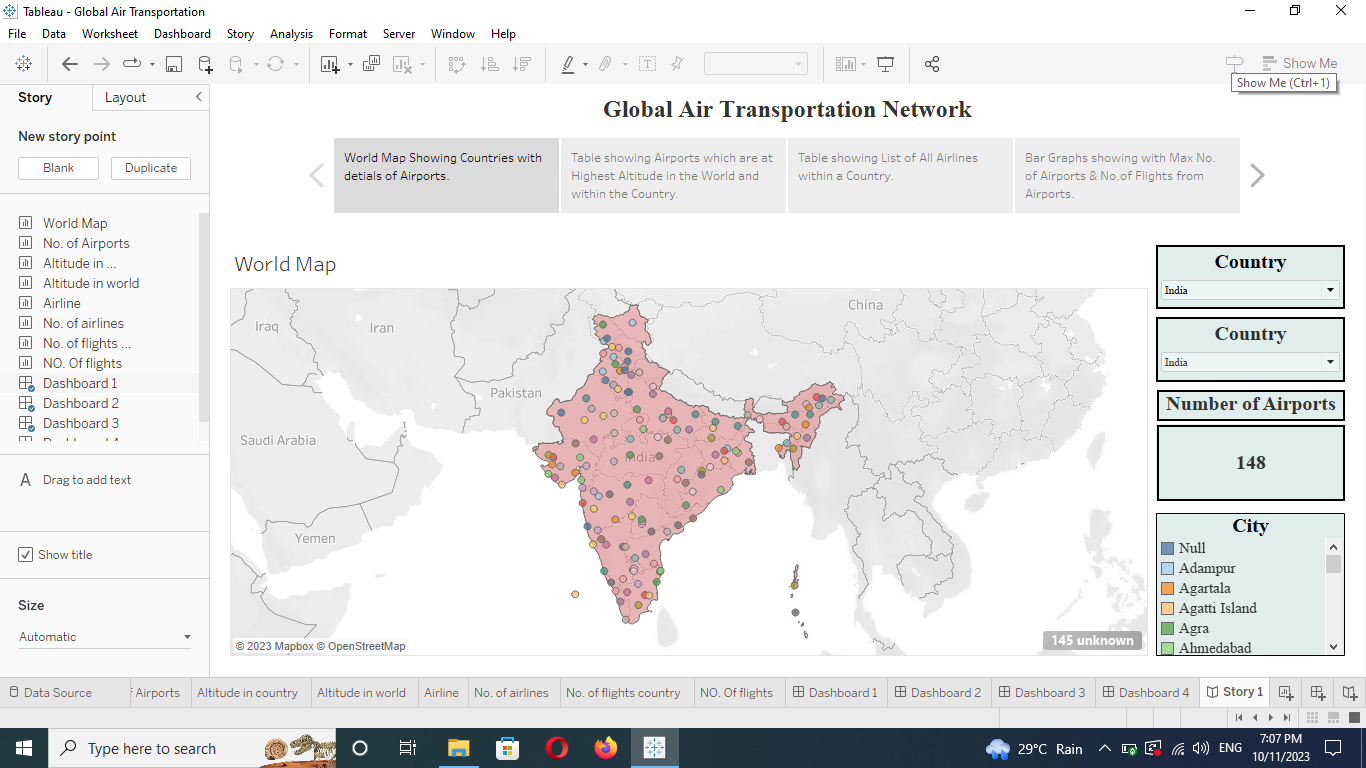 Tableau - Global Air Transportation
File Data Worksheet Dashboard Story Analysis Format Server Window Help
Show Me
Show Me (Ctrl+1)
Story
Layout
New story point
Blank
Duplicate
World Map
No. of Airports
Altitude in ...
Altitude in world
Airline
No. of airlines
No. of flights ...
NO. Of flights
Dashboard 1
Dashboard 2
Dashboard 3
Drag to add text
Show title
Size
Automatic
Global Air Transportation Network
World Map Showing Countries with
detials of Airports.
Table showing Airports which are at
Highest Altitude in the World and
within the Country.
Table showing List of All Airlines
within a Country.
Bar Graphs showing with Max No.
of Airports & No.of Flights from
Airports.
World Map
Iraq
Iran
China
Pakistan
Saudi Arabia
India
Yemen
© 2023 Mapbox © OpenStreetMap
145 unknown
Country
India
Country
India
Number of Airports
148
City
Null
Adampur
Agartala
Agatti Island
Agra
Ahmedabad
Data Source
Airports
Altitude in country
Altitude in world
Airline
No. of airlines
No. of flights country
NO. Of flights
Dashboard 1
Dashboard 2
Dashboard 3
Dashboard 4
Story 1
Type here to search
29°C Rain
ENG
7:07 PM
10/11/2023